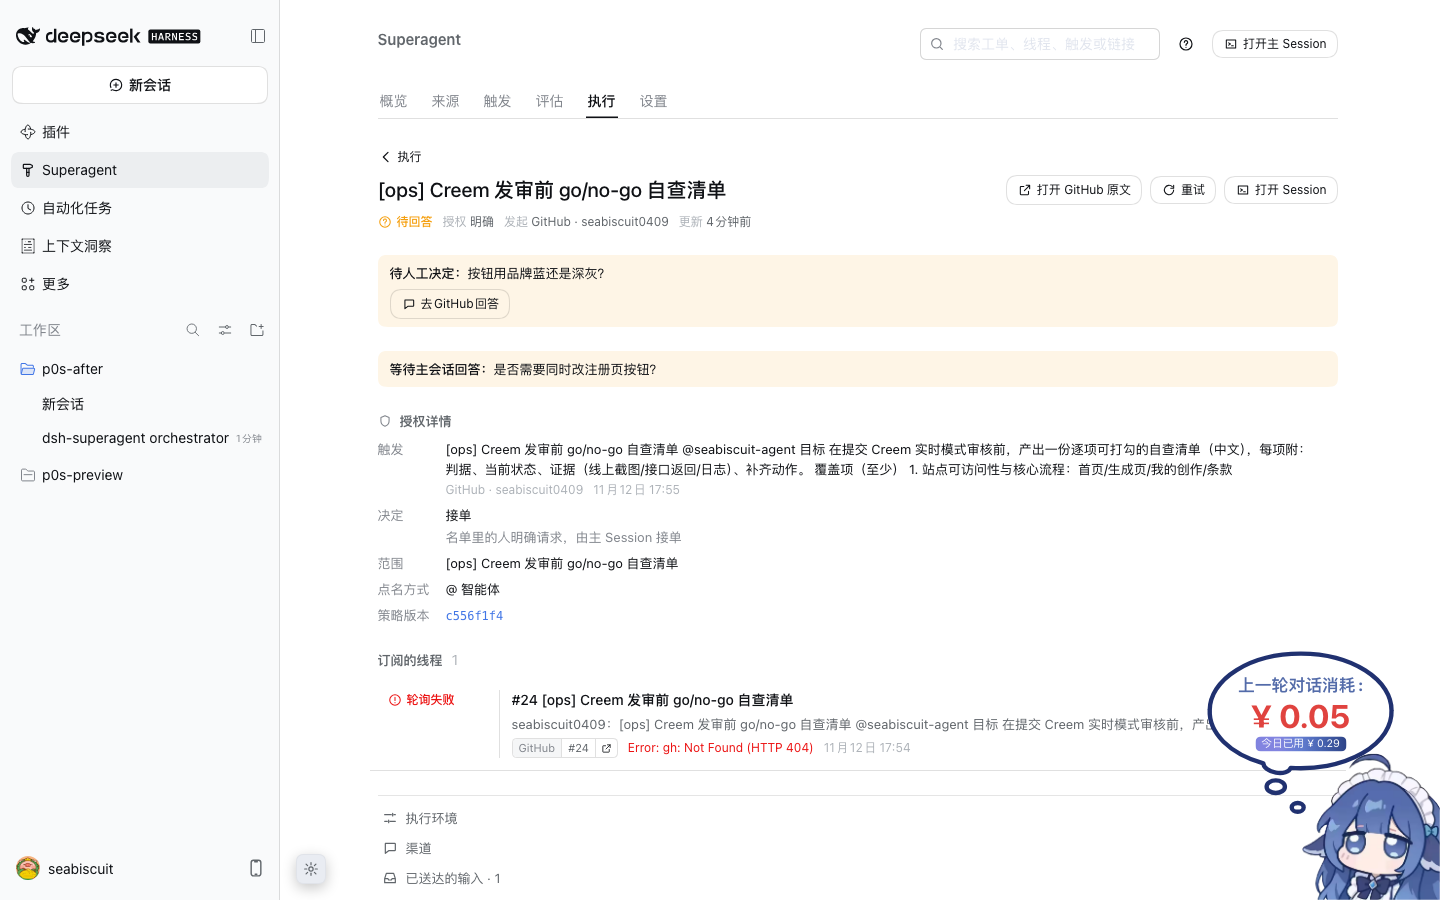 deepseek HARNESS
新会话
插件
Superagent
自动化任务
上下文洞察
更多
工作区
p0s-after
新会话
dsh-superagent orchestrator 1分钟
p0s-preview
seabiscuit
Superagent
搜索工单、线程、触发或链接
打开主 Session
概览 来源 触发 评估 执行 设置
执行
[ops] Creem 发审前 go/no-go 自查清单
打开 GitHub 原文 重试 打开 Session
待回答 授权 明确 发起 GitHub · seabiscuit0409 更新 4分钟前
待人工决定：按钮用品牌蓝还是深灰?
去GitHub回答
等待主会话回答：是否需要同时改注册页按钮?
授权详情
触发 [ops] Creem 发审前 go/no-go 自查清单 @seabiscuit-agent 目标 在提交 Creem 实时模式审核前，产出一份逐项可打勾的自查清单（中文），每项附：
判据、当前状态、证据（线上截图/接口返回/日志）、补齐动作。 覆盖项（至少） 1. 站点可访问性与核心流程：首页/生成页/我的创作/条款
GitHub · seabiscuit0409 11月12日 17:55
决定 接单
名单里的人明确请求，由主 Session 接单
范围 [ops] Creem 发审前 go/no-go 自查清单
点名方式 @ 智能体
策略版本 c556f1f4
订阅的线程 1
轮询失败 #24 [ops] Creem 发审前 go/no-go 自查清单
seabiscuit0409：[ops] Creem 发审前 go/no-go 自查清单 @seabiscuit-agent 目标 在提交 Creem 实时模式审核前，产出
GitHub #24 Error: gh: Not Found (HTTP 404) 11月12日 17:54
执行环境
渠道
已送达的输入 · 1
上一轮对话消耗：
¥ 0.05
今日已用 ¥ 0.29